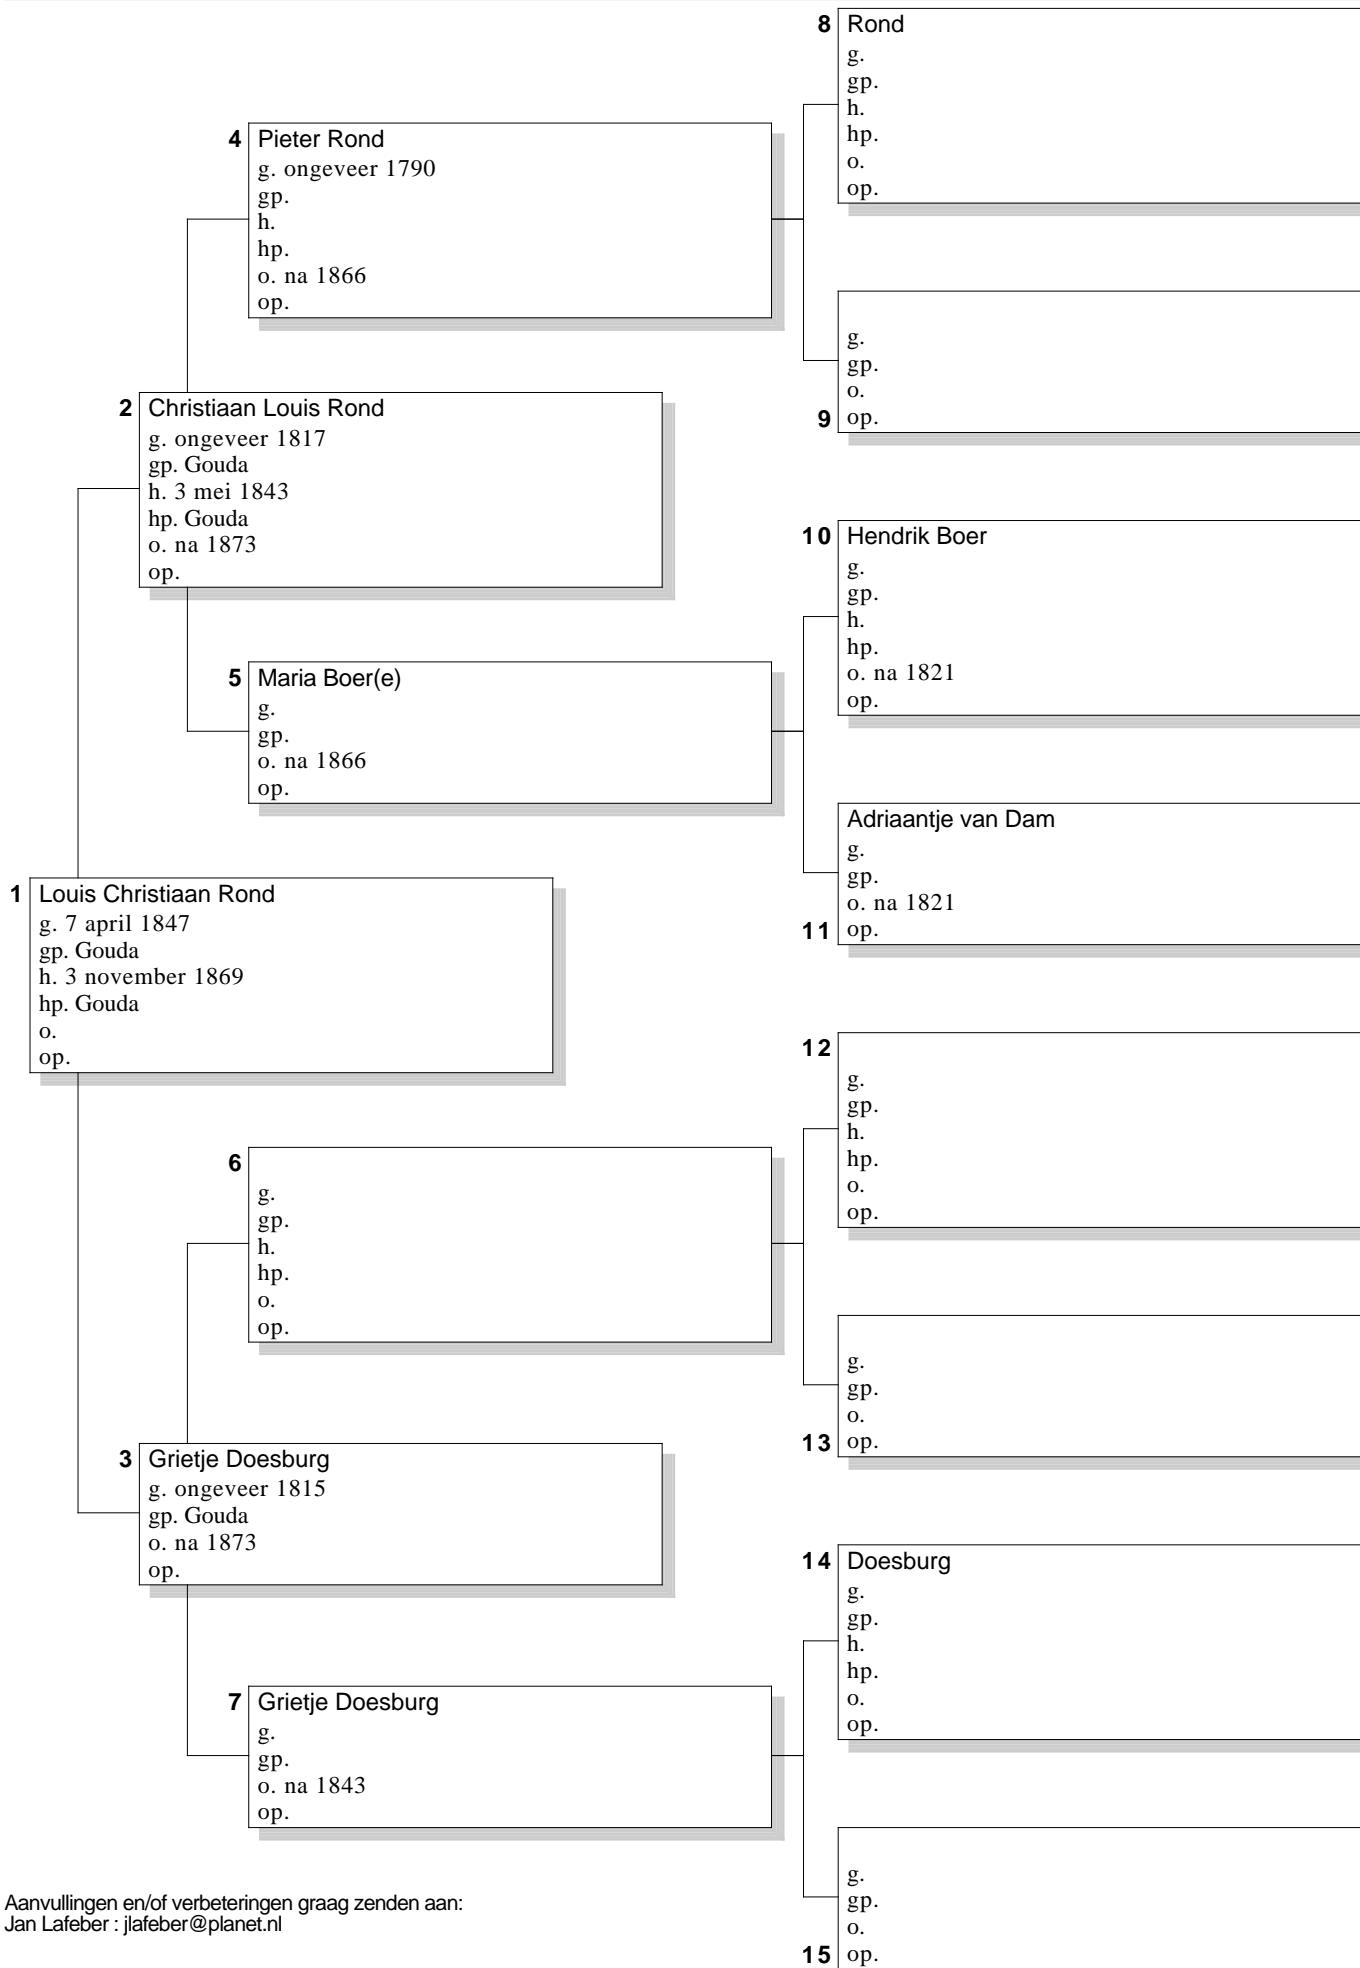 8 Rond
g.
gp.
h.
hp.
o.
op.
4 Pieter Rond
g. ongeveer 1790
gp.
h.
hp.
o. na 1866
op.
g.
gp.
o.
9 op.
2 Christiaan Louis Rond
g. ongeveer 1817
gp. Gouda
h. 3 mei 1843
hp. Gouda
o. na 1873
op.
10 Hendrik Boer
g.
gp.
h.
hp.
o. na 1821
op.
5 Maria Boer(e)
g.
gp.
o. na 1866
op.
Adriaantje van Dam
g.
gp.
o. na 1821
11 op.
1 Louis Christiaan Rond
g. 7 april 1847
gp. Gouda
h. 3 november 1869
hp. Gouda
o.
op.
12
g.
gp.
h.
hp.
o.
op.
6
g.
gp.
h.
hp.
o.
op.
g.
gp.
o.
13 op.
3 Grietje Doesburg
g. ongeveer 1815
gp. Gouda
o. na 1873
op.
14 Doesburg
g.
gp.
h.
hp.
o.
op.
7 Grietje Doesburg
g.
gp.
o. na 1843
op.
g.
gp.
o.
15 op.
Aanvullingen en/of verbeteringen graag zenden aan:
Jan Lafeber : jlafeber@planet.nl